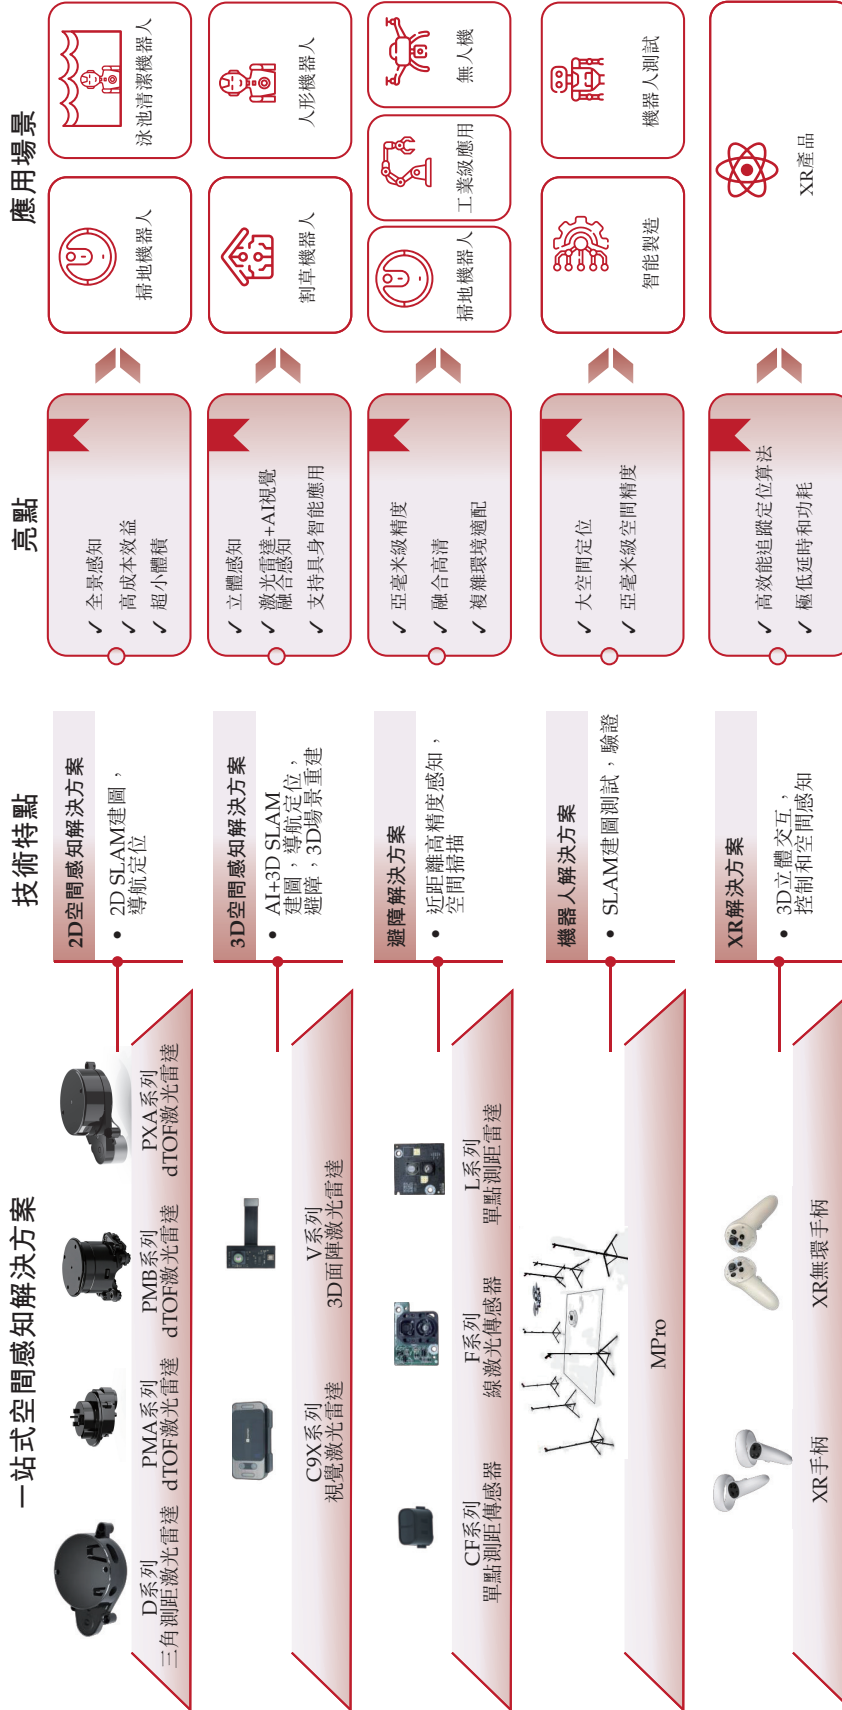 一站式空間感知解決方案
技術特點
亮點
應用場景
D系列
三角測距激光雷達
PMA系列
dTOF激光雷達
PMB系列
dTOF激光雷達
PXA系列
dTOF激光雷達
2D空間感知解決方案
• 2D SLAM建圖，
導航定位
✓ 全景感知
✓ 高成本效益
✓ 超小體積
掃地機器人
泳池清潔機器人
C9X系列
視覺激光雷達
V系列
3D面陣激光雷達
3D空間感知解決方案
• AI+3D SLAM
建圖，導航定位，
避障，3D場景重建
✓ 立體感知
✓ 激光雷達+AI視覺
融合感知
✓ 支持具身智能應用
割草機器人
人形機器人
CF系列
單點測距傳感器
F系列
線激光傳感器
L系列
單點測距雷達
避障解決方案
• 近距離高精度感知，
空間掃描
✓ 亞毫米級精度
✓ 融合高清
✓ 複雜環境適配
掃地機器人
工業級應用
無人機
MPro
機器人解決方案
• SLAM建圖測試，驗證
✓ 大空間定位
✓ 亞毫米級空間精度
智能製造
機器人測試
XR手柄
XR無環手柄
XR解決方案
• 3D立體交互，
控制和空間感知
✓ 高效能追蹤定位算法
✓ 極低延時和功耗
XR產品